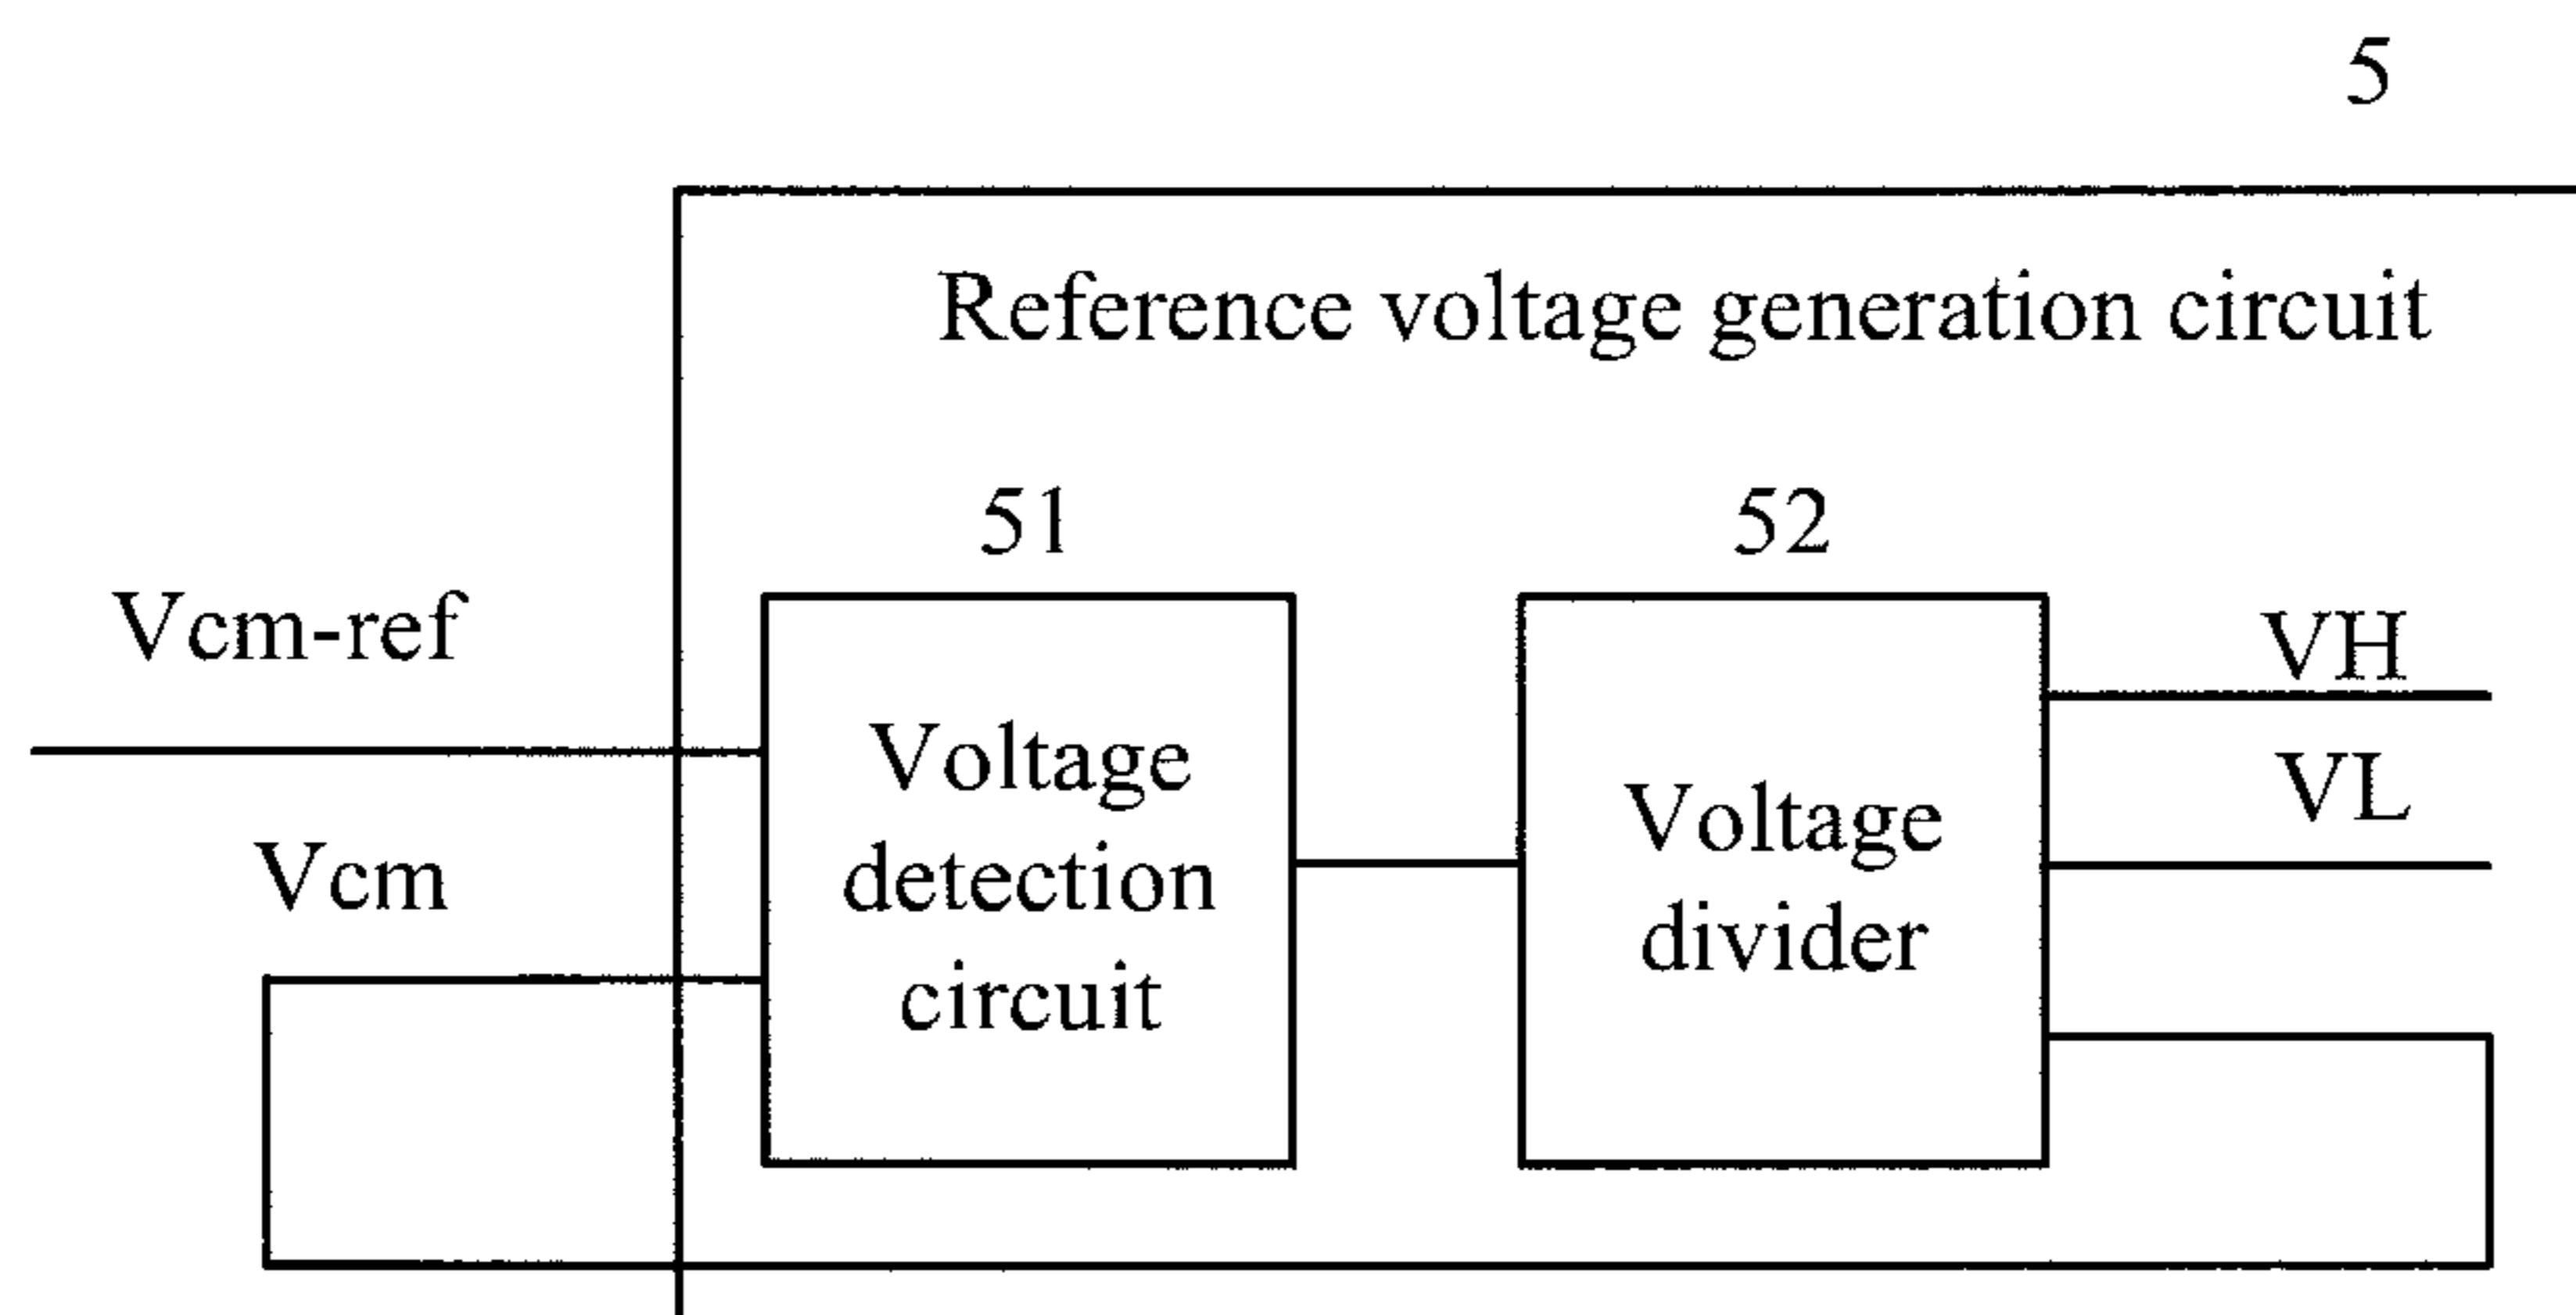 5
Reference voltage generation circuit
51
52
Vcm-ref
VH
Voltage
detection
circuit
Voltage
divider
VL
Vcm